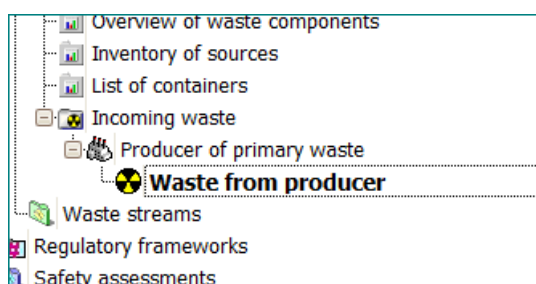 Overview of waste components
Inventory of sources
List of containers
Incoming waste
Producer of primary waste
Waste from producer
Waste streams
Regulatory frameworks
Safety assessments